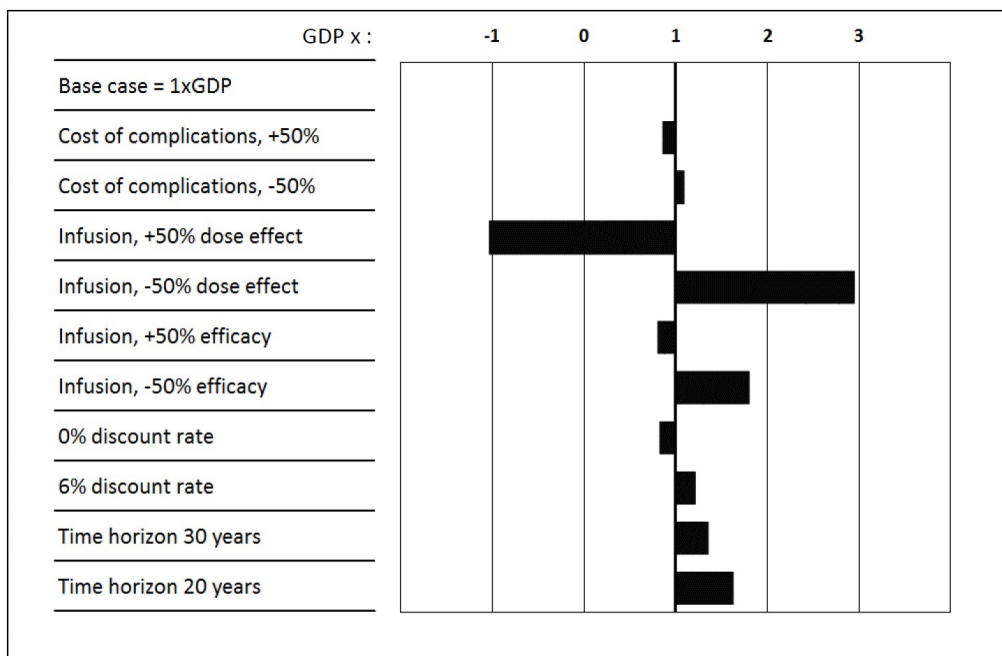 GDP x : -1 0 1 2 3
Base case = 1xGDP
Cost of complications, +50%
Cost of complications, -50%
Infusion, +50% dose effect
Infusion, -50% dose effect
Infusion, +50% efficacy
Infusion, -50% efficacy
0% discount rate
6% discount rate
Time horizon 30 years
Time horizon 20 years